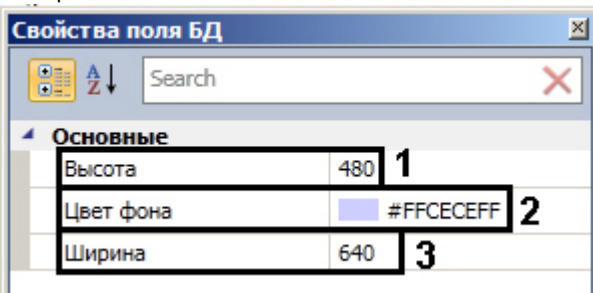 Свойства поля БД
Search
Основные
Высота 480 1
Цвет фона #FFCECEFF 2
Ширина 640 3